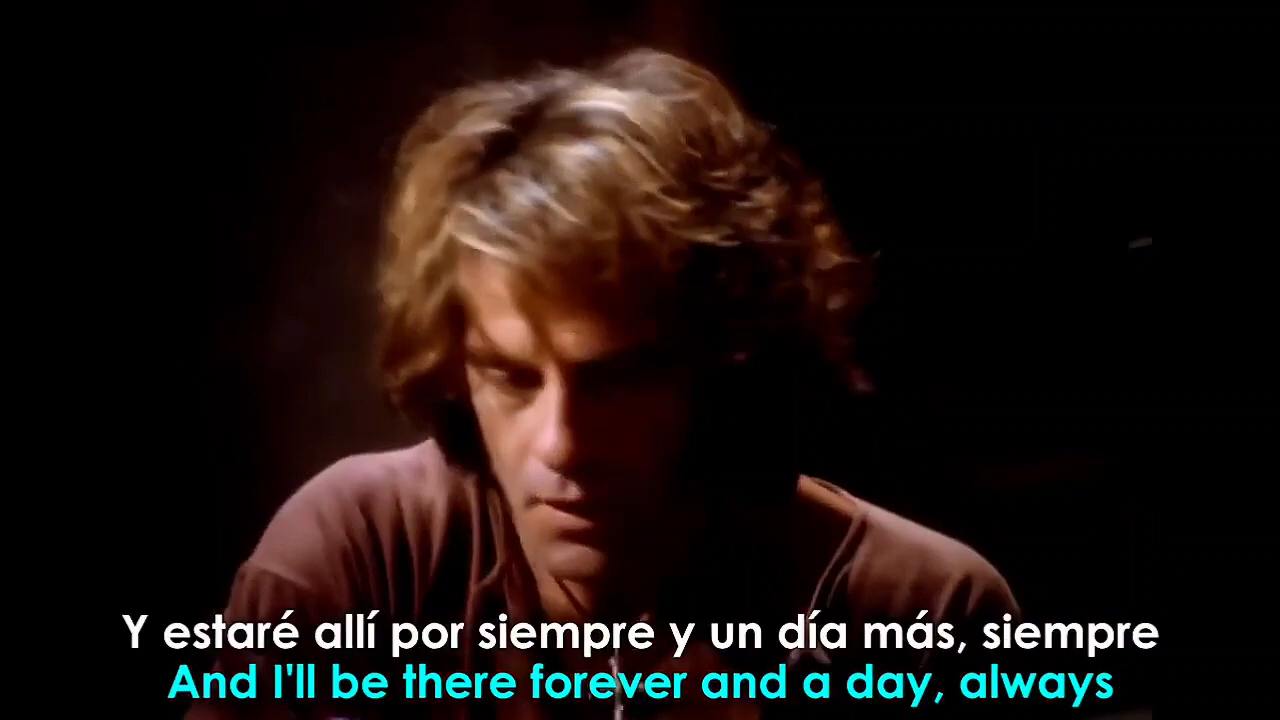 Y estaré allí por siempre y un día más, siempre
And I'll be there forever and a day, always